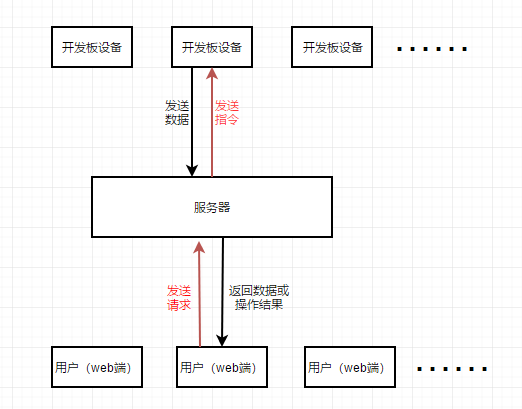 开发板设备
开发板设备
开发板设备
......
发送
数据
发送
指令
服务器
发送
请求
返回数据或
操作结果
用户（web端）
用户（web端）
用户（web端）
......